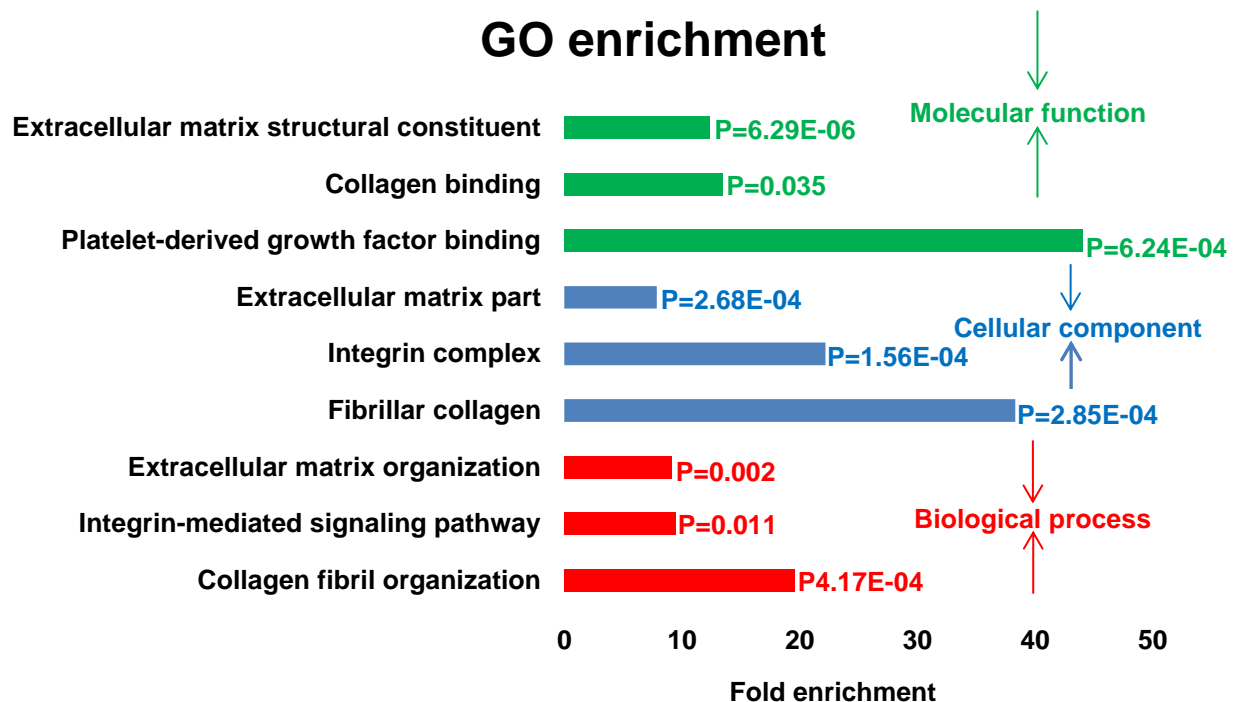 GO enrichment
Extracellular matrix structural constituent P=6.29E-06 Molecular function
Collagen binding P=0.035
Platelet-derived growth factor binding P=6.24E-04
Extracellular matrix part P=2.68E-04
Integrin complex P=1.56E-04 Cellular component
Fibrillar collagen P=2.85E-04
Extracellular matrix organization P=0.002
Integrin-mediated signaling pathway P=0.011 Biological process
Collagen fibril organization P4.17E-04
0 10 20 30 40 50
Fold enrichment